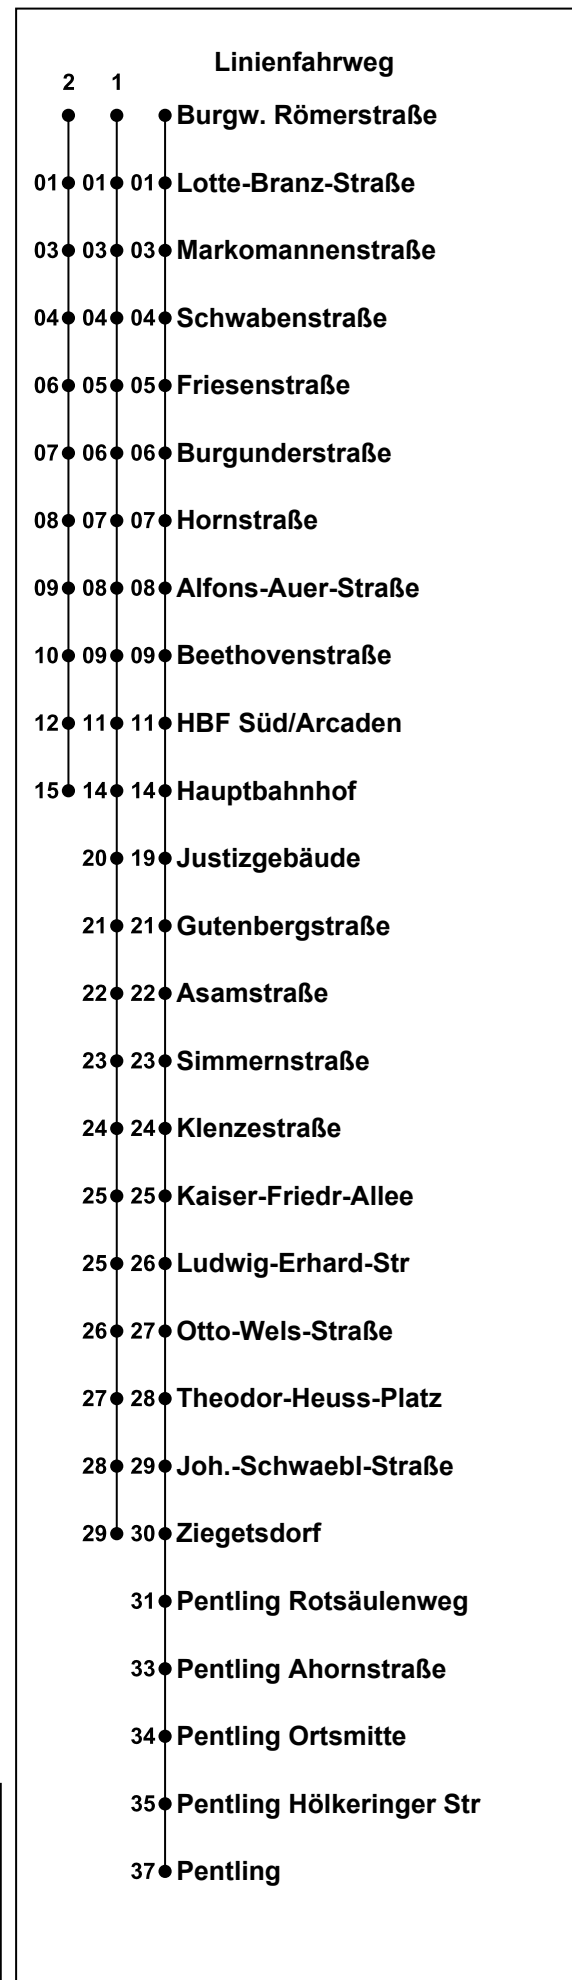 Linienfahrweg
2 1
Burgw. Römerstraße
01 01 01 Lotte-Branz-Straße
03 03 03 Markomannenstraße
04 04 04 Schwabenstraße
06 05 05 Friesenstraße
07 06 06 Burgunderstraße
08 07 07 Hornstraße
09 08 08 Alfons-Auer-Straße
10 09 09 Beethovenstraße
12 11 11 HBF Süd/Arcaden
15 14 14 Hauptbahnhof
20 19 Justizgebäude
21 21 Gutenbergstraße
22 22 Asamstraße
23 23 Simmernstraße
24 24 Klenzestraße
25 25 Kaiser-Friedr-Allee
25 26 Ludwig-Erhard-Str
26 27 Otto-Wels-Straße
27 28 Theodor-Heuss-Platz
28 29 Joh.-Schwaebl-Straße
29 30 Ziegetsdorf
31 Pentling Rotsäulenweg
33 Pentling Ahornstraße
34 Pentling Ortsmitte
35 Pentling Hölkeringer Str
37 Pentling